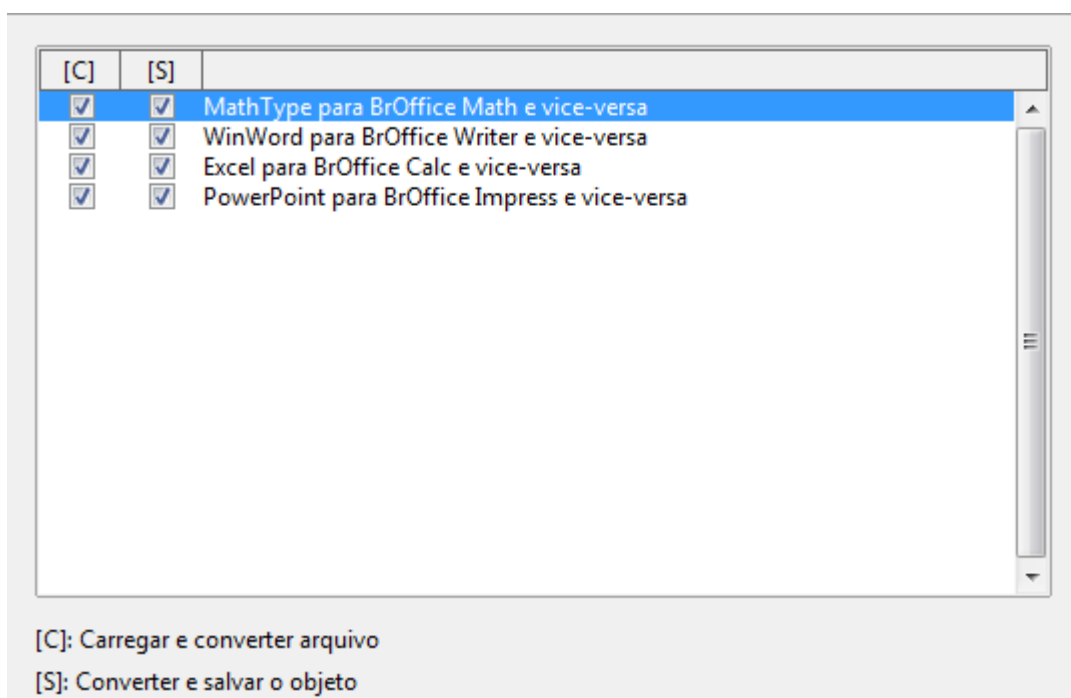 [C] [S]
MathType para BrOffice Math e vice-versa
WinWord para BrOffice Writer e vice-versa
Excel para BrOffice Calc e vice-versa
PowerPoint para BrOffice Impress e vice-versa
[C]: Carregar e converter arquivo
[S]: Converter e salvar o objeto